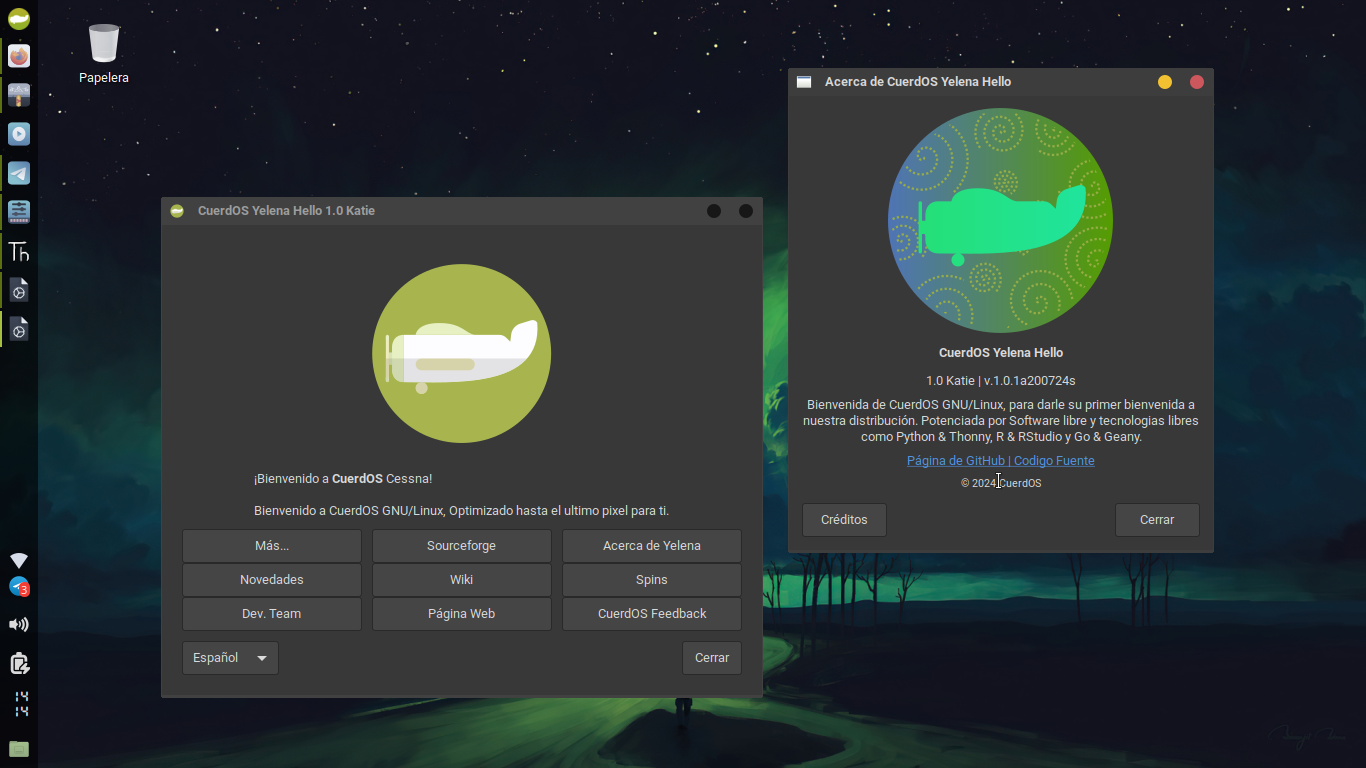 Papelera
Th
3
14
14
CuerdOS Yelena Hello 1.0 Katie
¡Bienvenido a CuerdOS Cessna!
Bienvenido a CuerdOS GNU/Linux, Optimizado hasta el ultimo pixel para ti.
Más...
Sourceforge
Acerca de Yelena
Novedades
Wiki
Spins
Dev. Team
Página Web
CuerdOS Feedback
Español
Cerrar
Acerca de CuerdOS Yelena Hello
CuerdOS Yelena Hello
1.0 Katie | v.1.0.1a200724s
Bienvenida de CuerdOS GNU/Linux, para darle su primer bienvenida a
nuestra distribución. Potenciada por Software libre y tecnologias libres
como Python & Thonny, R & RStudio y Go & Geany.
Página de GitHub | Codigo Fuente
© 2024 CuerdOS
Créditos
Cerrar